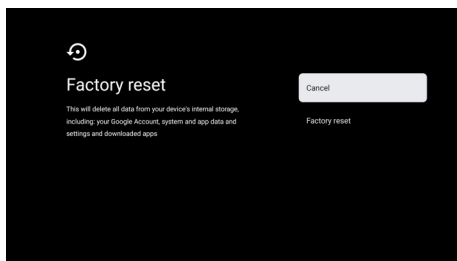 Factory reset
This will delete all data from your device's internal storage,
including: your Google Account, system and app data and
settings and downloaded apps
Cancel
Factory reset